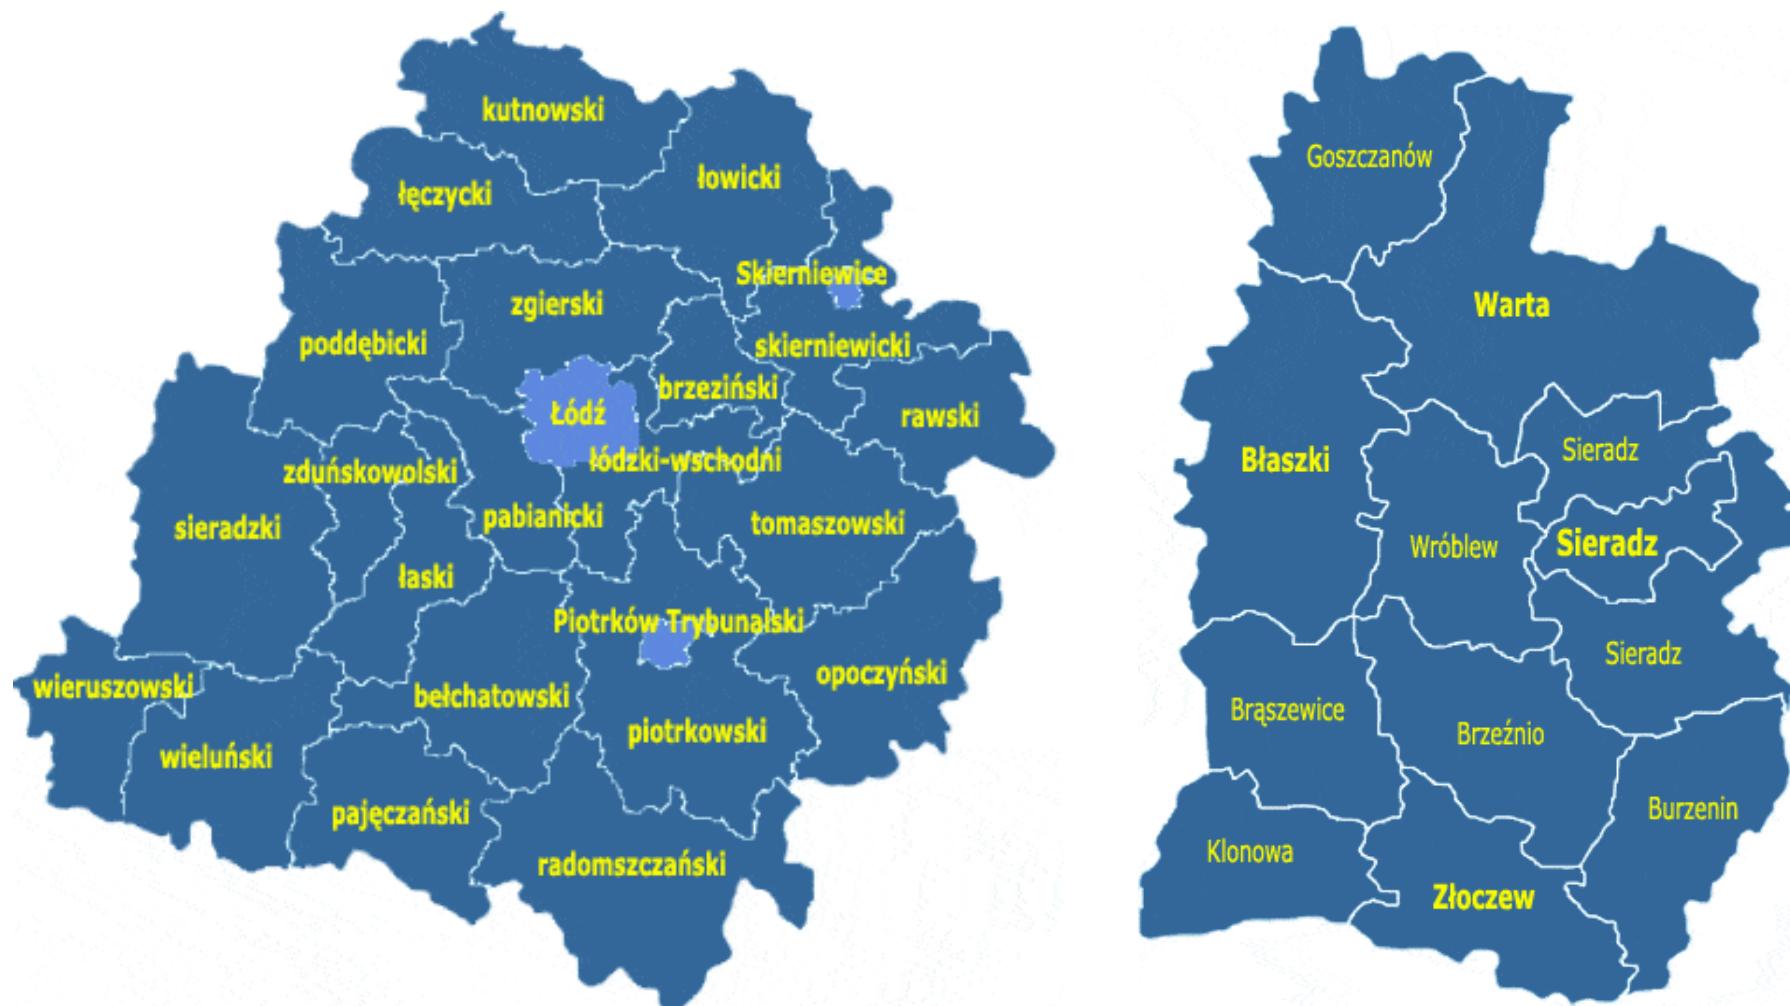 kutnowski
łowicki
łęczycki
Skierniewice
zgierski
poddębicki
skierniewicki
brzeziński
Łódź
rawski
łódzki-wschodni
zduńskowolski
pabianicki
tomaszowski
sieradzki
łaski
Piotrków Trybunalski
opoczyński
wieruszowski
bełchatowski
piotrkowski
wieluński
pajęczański
radomszczański
Goszczanów
Warta
Sieradz
Błaszki
Wróblew
Sieradz
Sieradz
Brąszewice
Brzeźnio
Burzenin
Klonowa
Złoczew